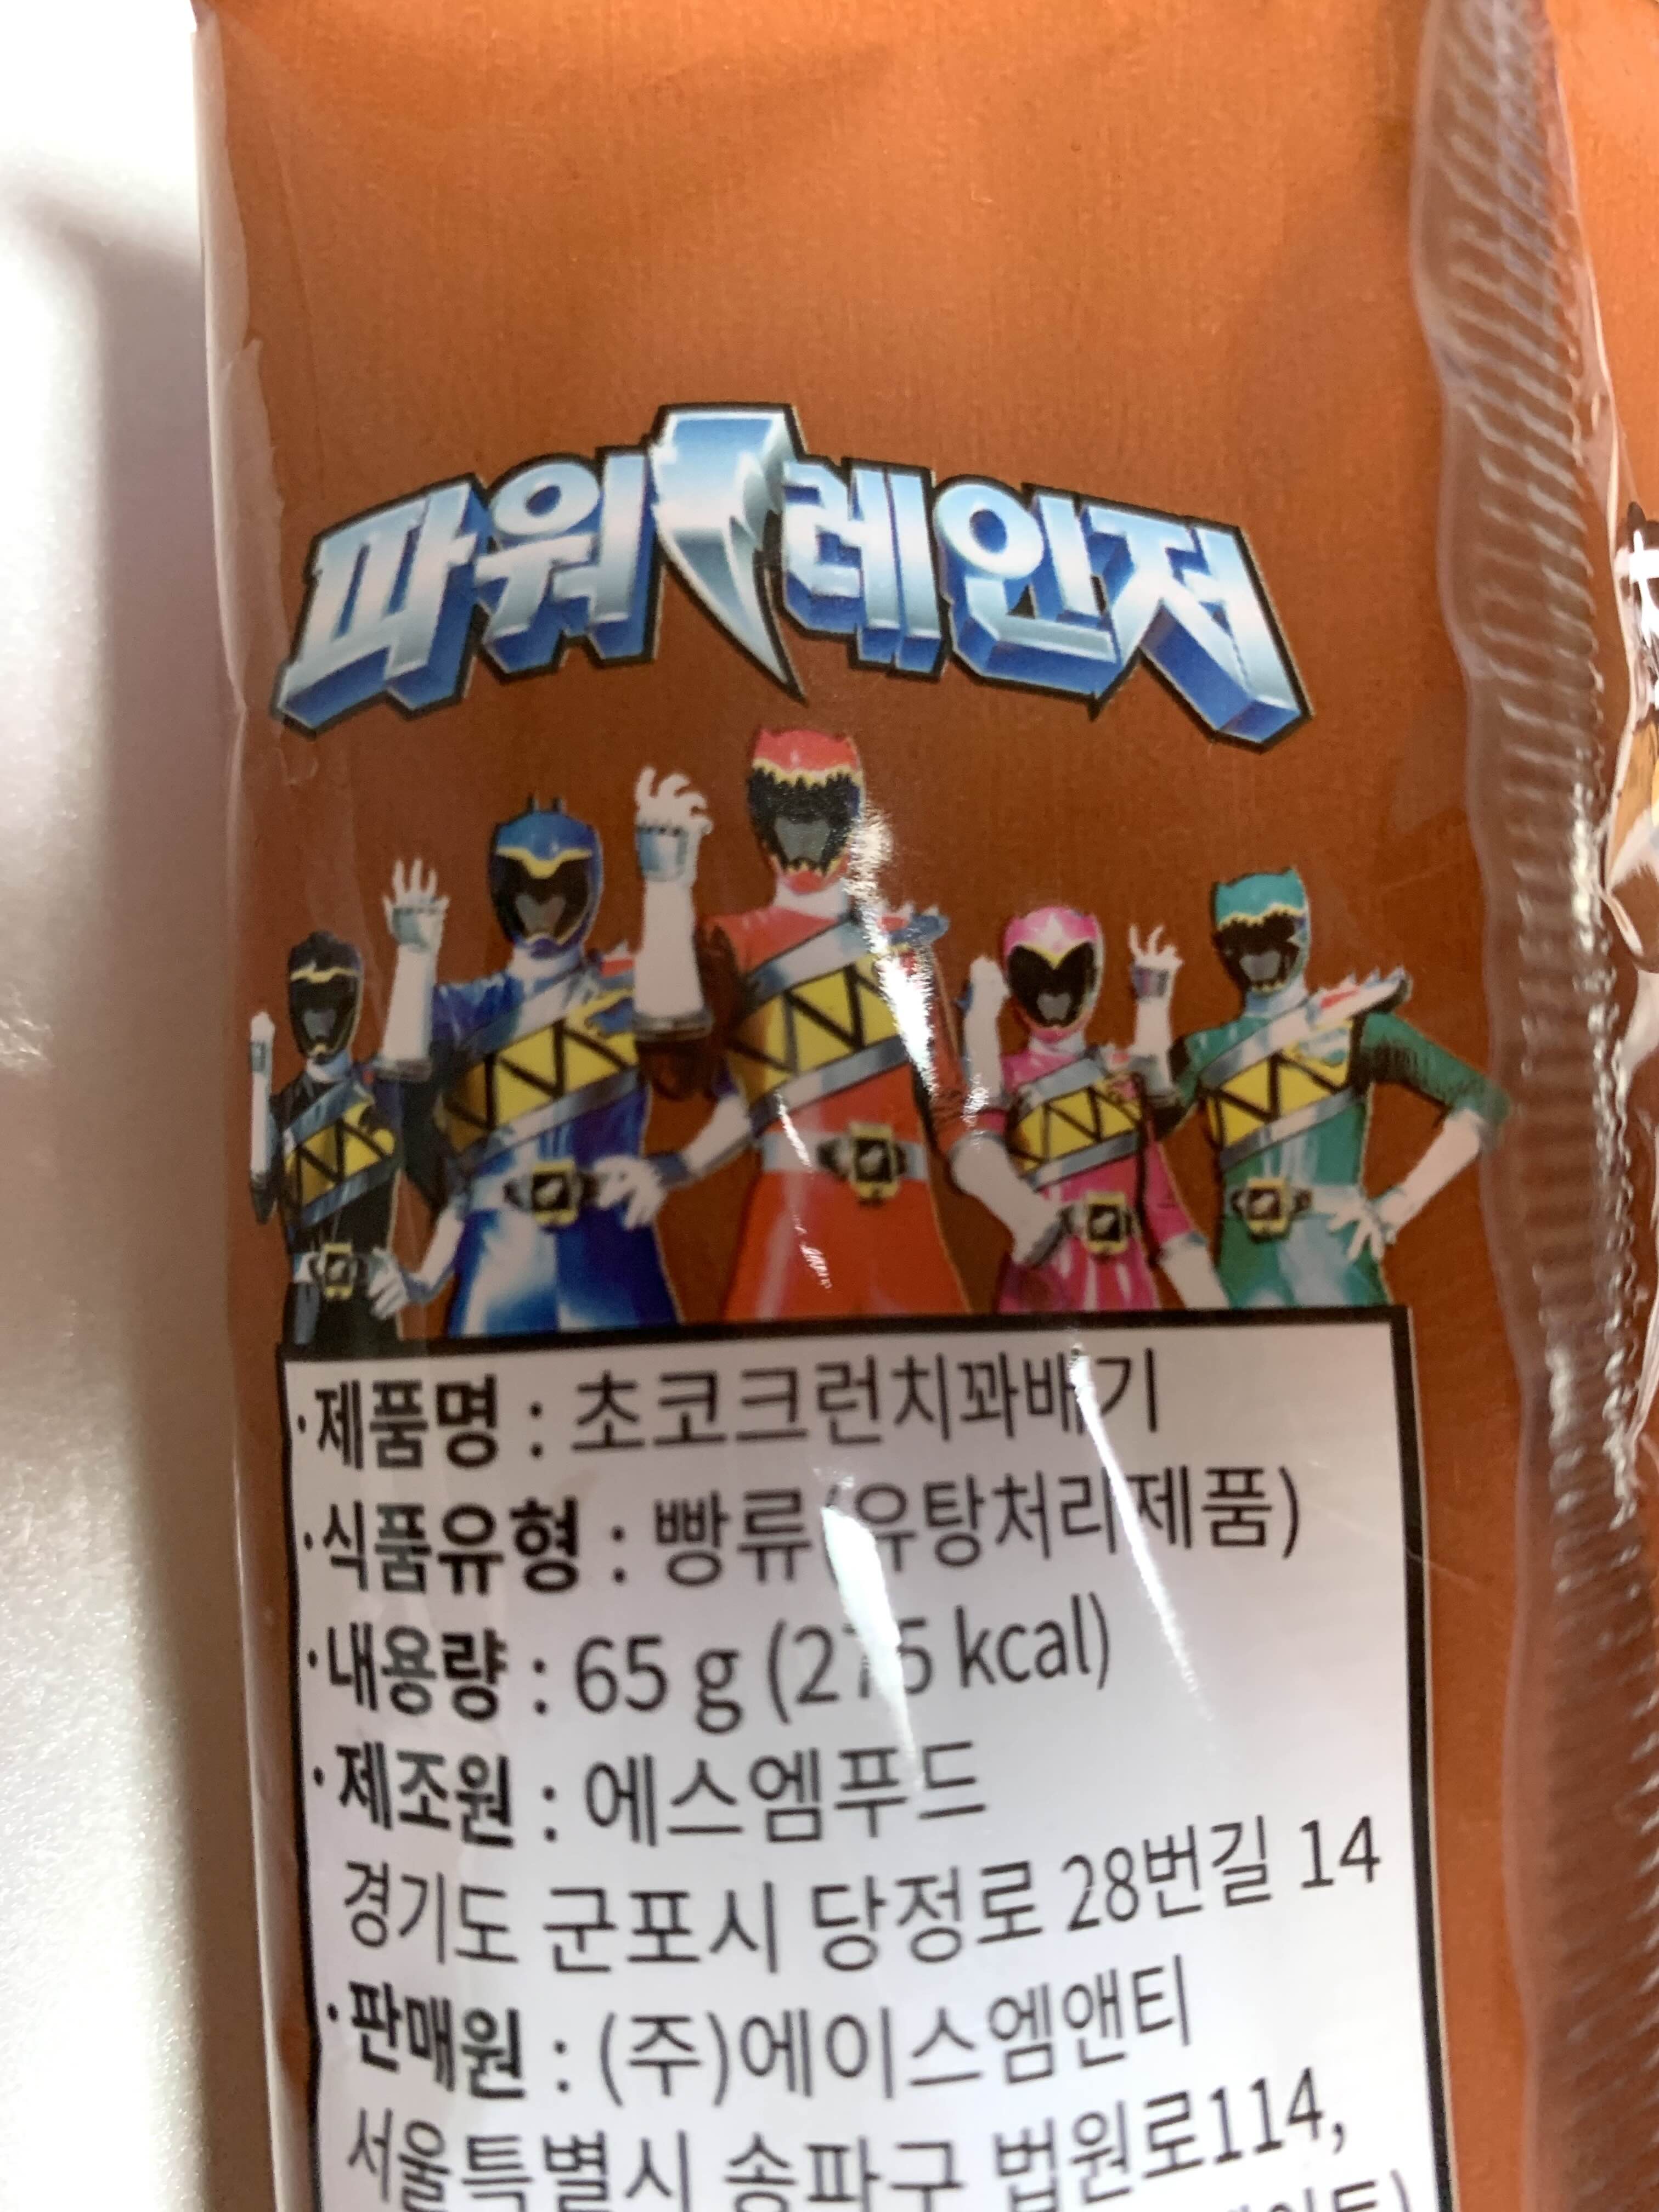 파워레인저
·제품명 : 초코크런치꽈배기
·식품유형 : 빵류(유탕처리제품)
·내용량 : 65 g (275 kcal)
·제조원 : 에스엠푸드
경기도 군포시 당정로 28번길 14
·판매원 : (주)에이스엠앤티
서울특별시 송파구 법원로114,